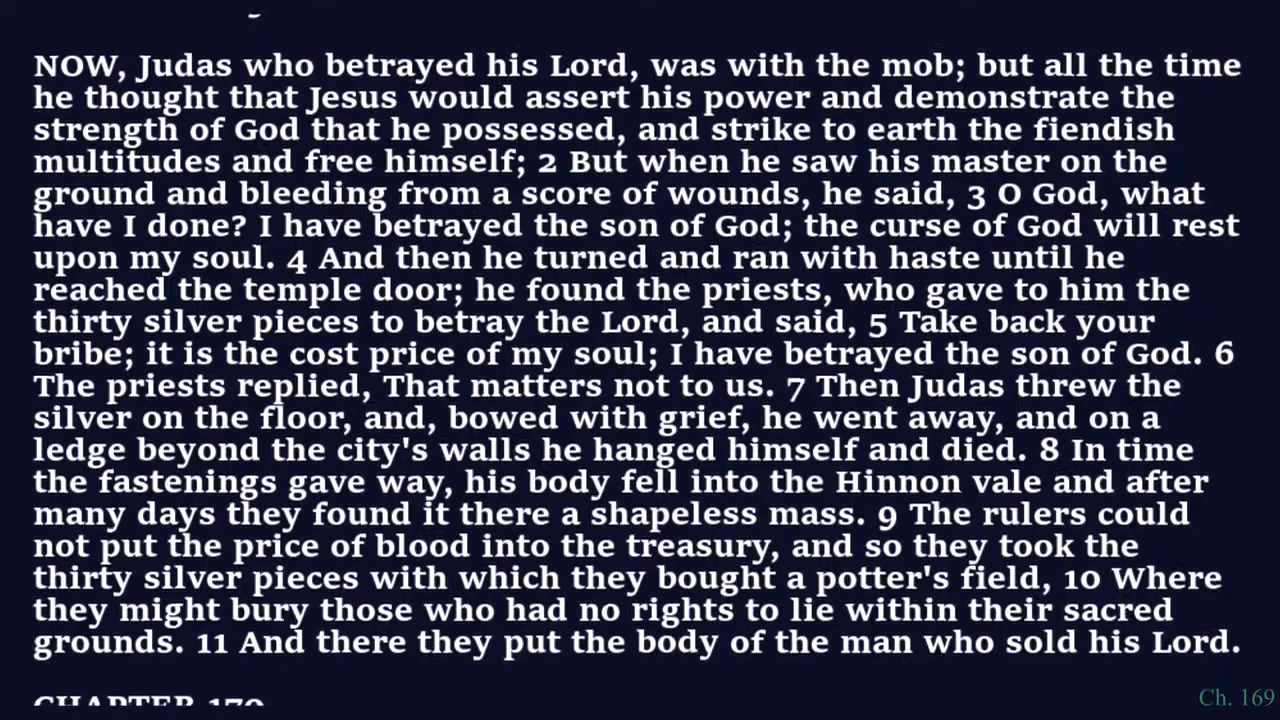 NOW, Judas who betrayed his Lord, was with the mob; but all the time
he thought that Jesus would assert his power and demonstrate the
strength of God that he possessed, and strike to earth the fiendish
multitudes and free himself; 2 But when he saw his master on the
ground and bleeding from a score of wounds, he said, 3 O God, what
have I done? I have betrayed the son of God; the curse of God will rest
upon my soul. 4 And then he turned and ran with haste until he
reached the temple door; he found the priests, who gave to him the
thirty silver pieces to betray the Lord, and said, 5 Take back your
bribe; it is the cost price of my soul; I have betrayed the son of God. 6
The priests replied, That matters not to us. 7 Then Judas threw the
silver on the floor, and, bowed with grief, he went away, and on a
ledge beyond the city's walls he hanged himself and died. 8 In time
the fastenings gave way, his body fell into the Hinnon vale and after
many days they found it there a shapeless mass. 9 The rulers could
not put the price of blood into the treasury, and so they took the
thirty silver pieces with which they bought a potter's field, 10 Where
they might bury those who had no rights to lie within their sacred
grounds. 11 And there they put the body of the man who sold his Lord.
CHAPTER 170
Ch. 169